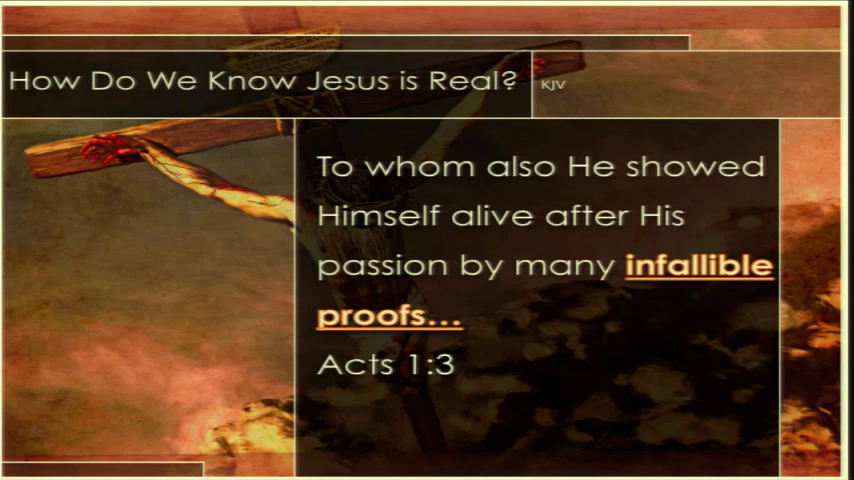 How Do We Know Jesus is Real?
KJV
To whom also He showed
Himself alive after His
passion by many infallible
proofs...
Acts 1:3